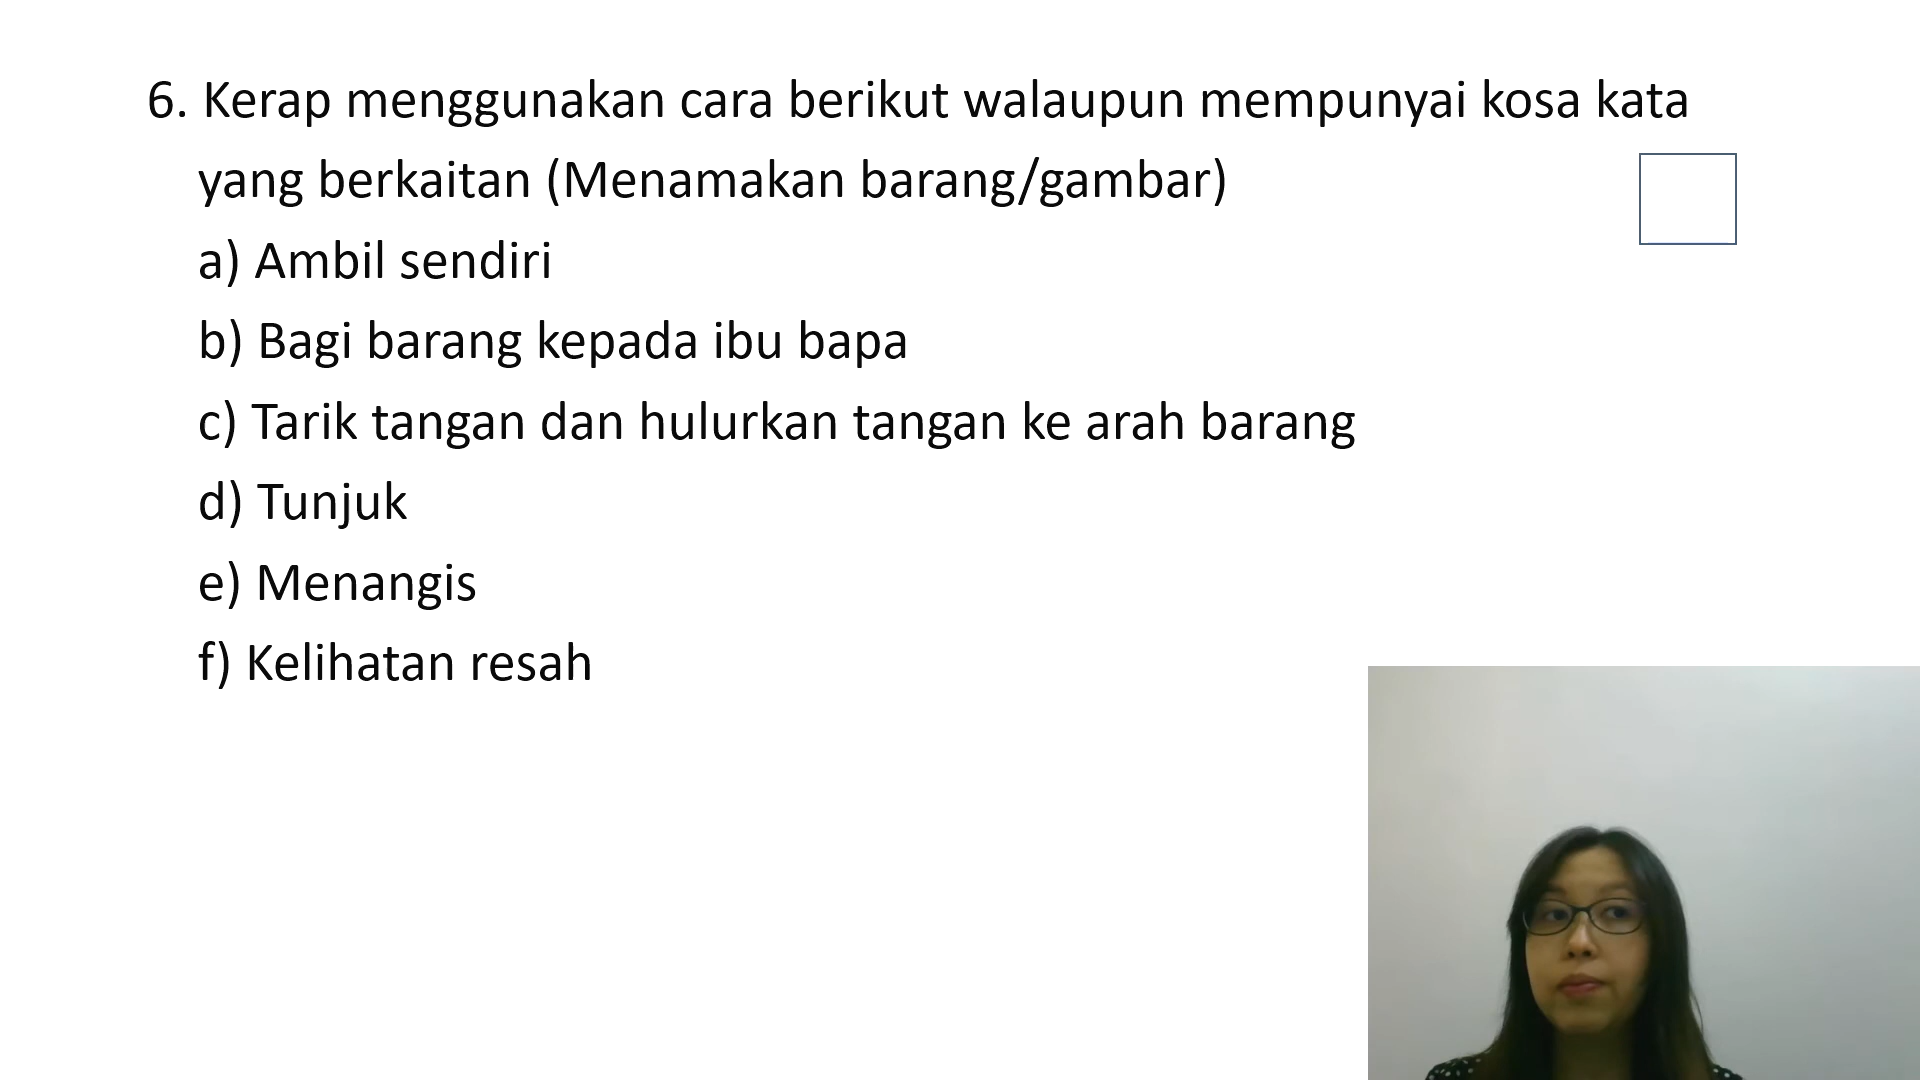 6. Kerap menggunakan cara berikut walaupun mempunyai kosa kata
yang berkaitan (Menamakan barang/gambar)
a) Ambil sendiri
b) Bagi barang kepada ibu bapa
c) Tarik tangan dan hulurkan tangan ke arah barang
d) Tunjuk
e) Menangis
f) Kelihatan resah